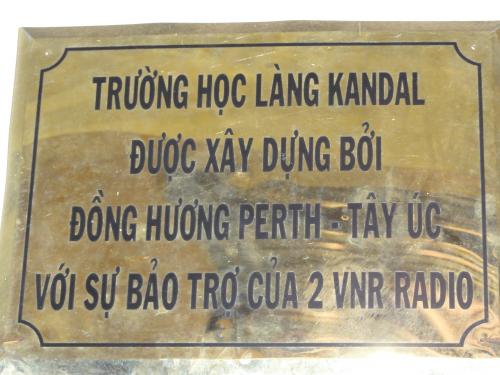 TRƯỜNG HỌC LÀNG KANDAL
ĐƯỢC XÂY DỰNG BỞI
ĐỒNG HƯƠNG PERTH - TÂY ÚC
VỚI SỰ BẢO TRỢ CỦA 2 VNR RADIO